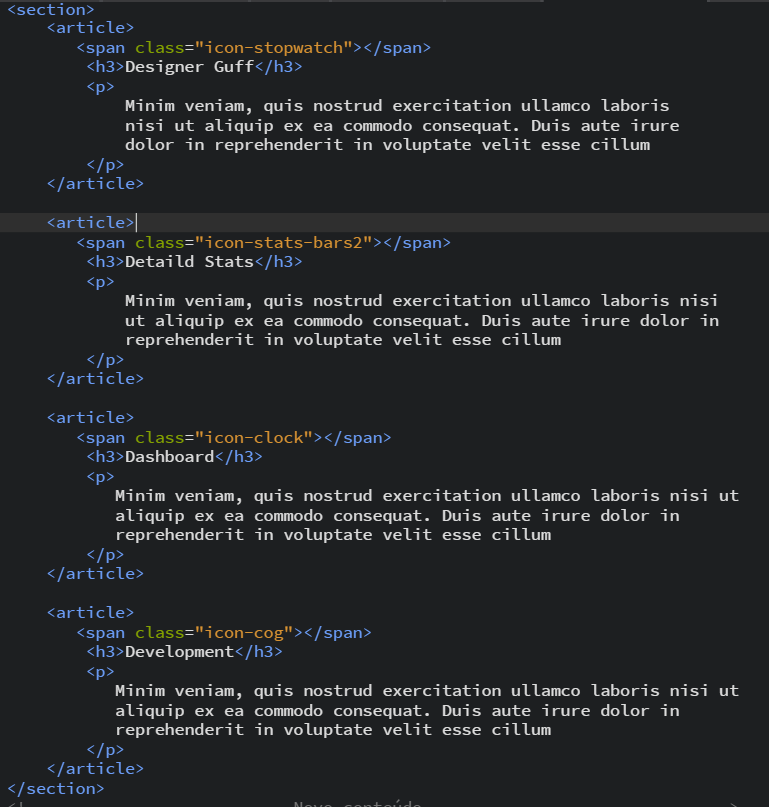 <section>
<article>
<span class="icon-stopwatch"></span>
<h3>Designer Guff</h3>
<p>
Minim veniam, quis nostrud exercitation ullamco laboris
nisi ut aliquip ex ea commodo consequat. Duis aute irure
dolor in reprehenderit in voluptate velit esse cillum
</p>
</article>
<article>
<span class="icon-stats-bars2"></span>
<h3>Detaild Stats</h3>
<p>
Minim veniam, quis nostrud exercitation ullamco laboris nisi
ut aliquip ex ea commodo consequat. Duis aute irure dolor in
reprehenderit in voluptate velit esse cillum
</p>
</article>
<article>
<span class="icon-clock"></span>
<h3>Dashboard</h3>
<p>
Minim veniam, quis nostrud exercitation ullamco laboris nisi ut
aliquip ex ea commodo consequat. Duis aute irure dolor in
reprehenderit in voluptate velit esse cillum
</p>
</article>
<article>
<span class="icon-cog"></span>
<h3>Development</h3>
<p>
Minim veniam, quis nostrud exercitation ullamco laboris nisi ut
aliquip ex ea commodo consequat. Duis aute irure dolor in
reprehenderit in voluptate velit esse cillum
</p>
</article>
</section>